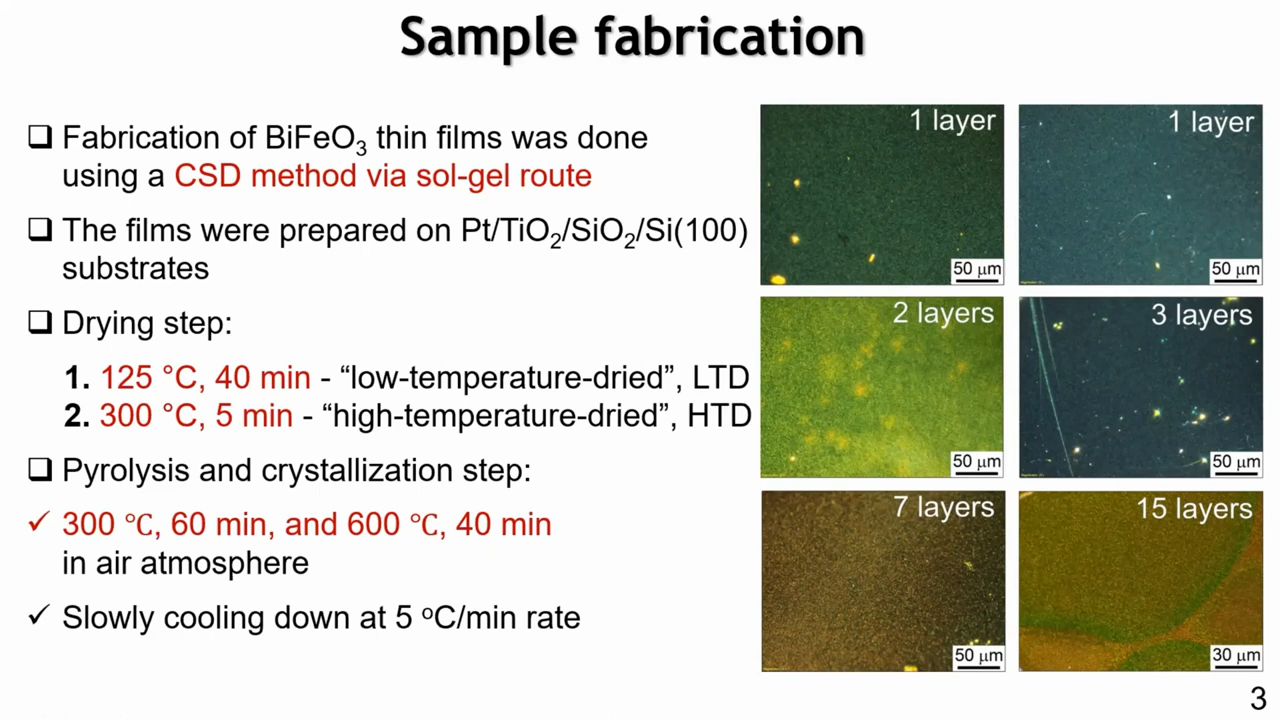 Sample fabrication
❑ Fabrication of BiFeO₃ thin films was done
using a CSD method via sol-gel route
❑ The films were prepared on Pt/TiO₂/SiO₂/Si(100)
substrates
❑ Drying step:
1. 125 °C, 40 min - “low-temperature-dried”, LTD
2. 300 °C, 5 min - “high-temperature-dried”, HTD
❑ Pyrolysis and crystallization step:
✓ 300 ℃, 60 min, and 600 ℃, 40 min
in air atmosphere
✓ Slowly cooling down at 5 ᵒC/min rate
1 layer
50 µm
1 layer
50 µm
2 layers
50 µm
3 layers
50 µm
7 layers
50 µm
15 layers
30 µm
3